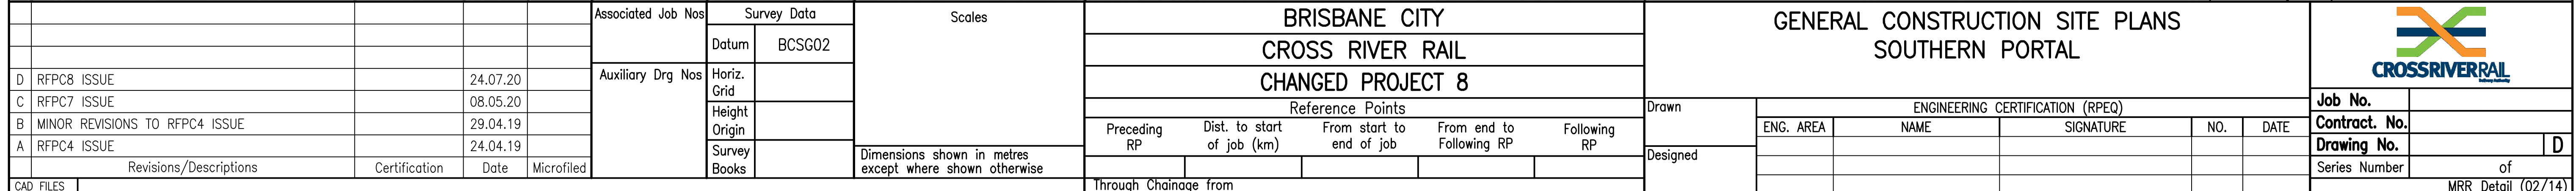 D RFPC8 ISSUE 24.07.20
C RFPC7 ISSUE 08.05.20
B MINOR REVISIONS TO RFPC4 ISSUE 29.04.19
A RFPC4 ISSUE 24.04.19
Revisions/Descriptions Certification Date Microfiled
CAD FILES
Associated Job Nos
Auxiliary Drg Nos
Survey Data
Datum BCSG02
Horiz. Grid
Height Origin
Survey Books
Scales
Dimensions shown in metres
except where shown otherwise
BRISBANE CITY
CROSS RIVER RAIL
CHANGED PROJECT 8
Reference Points
Preceding RP
Dist. to start of job (km)
From start to end of job
From end to Following RP
Following RP
Through Chainage from
GENERAL CONSTRUCTION SITE PLANS
SOUTHERN PORTAL
Drawn
Designed
ENGINEERING CERTIFICATION (RPEQ)
ENG. AREA NAME SIGNATURE NO. DATE
CROSSRIVERRAIL
Job No.
Contract. No.
Drawing No. D
Series Number of
MRR Detail (02/14)